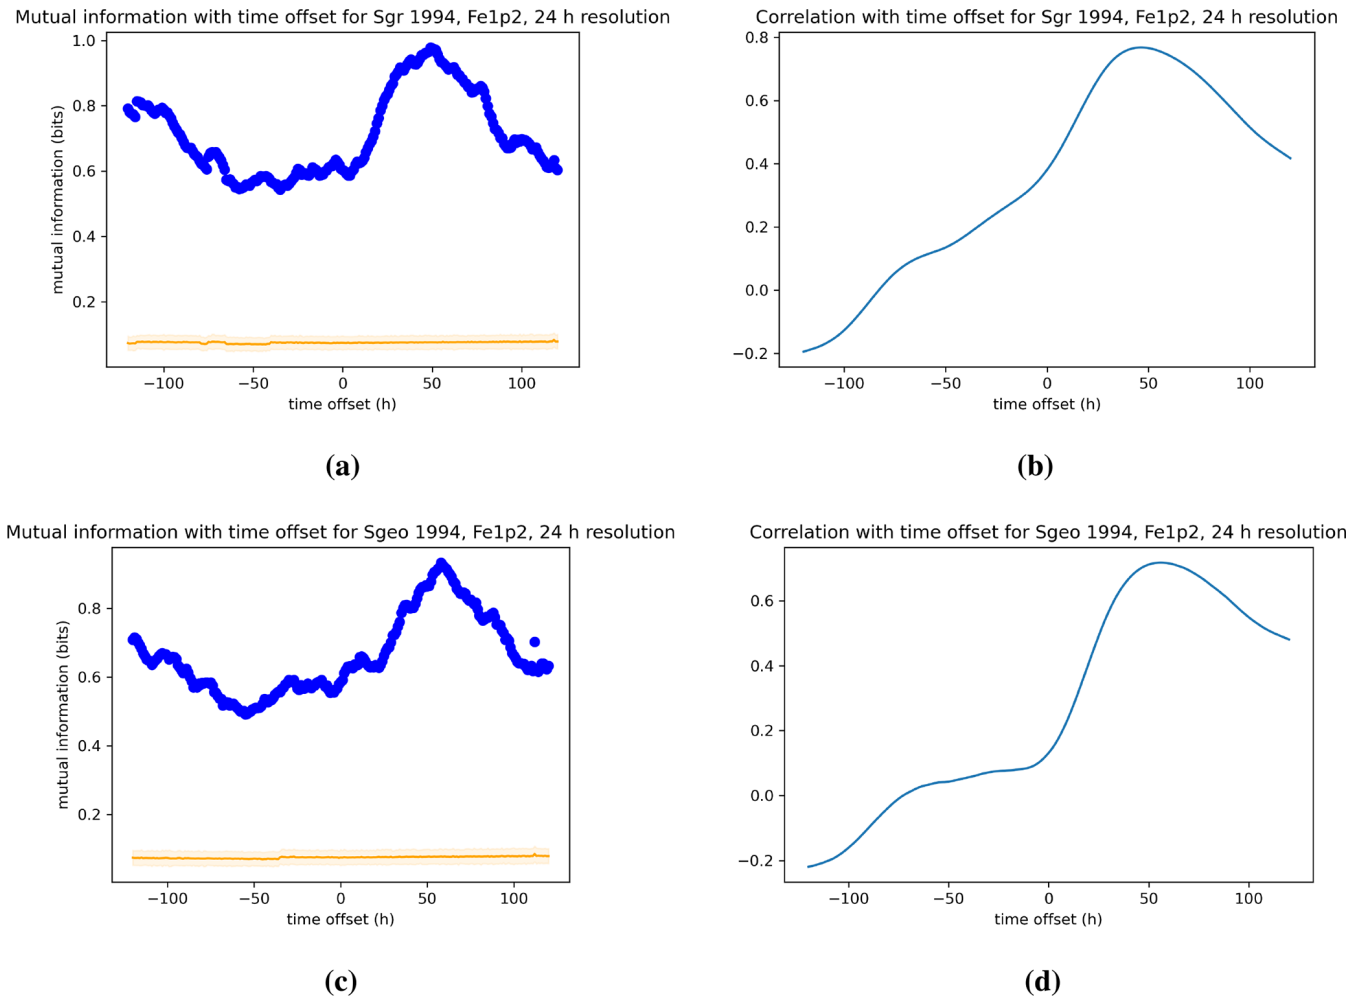 Mutual information with time offset for Sgr 1994, Fe1p2, 24 h resolution
1.0
0.8
0.6
0.4
0.2
mutual information (bits)
−100 −50 0 50 100
time offset (h)
(a)
Correlation with time offset for Sgr 1994, Fe1p2, 24 h resolution
0.8
0.6
0.4
0.2
0.0
−0.2
−100 −50 0 50 100
time offset (h)
(b)
Mutual information with time offset for Sgeo 1994, Fe1p2, 24 h resolution
0.8
0.6
0.4
0.2
mutual information (bits)
−100 −50 0 50 100
time offset (h)
(c)
Correlation with time offset for Sgeo 1994, Fe1p2, 24 h resolution
0.6
0.4
0.2
0.0
−0.2
−100 −50 0 50 100
time offset (h)
(d)